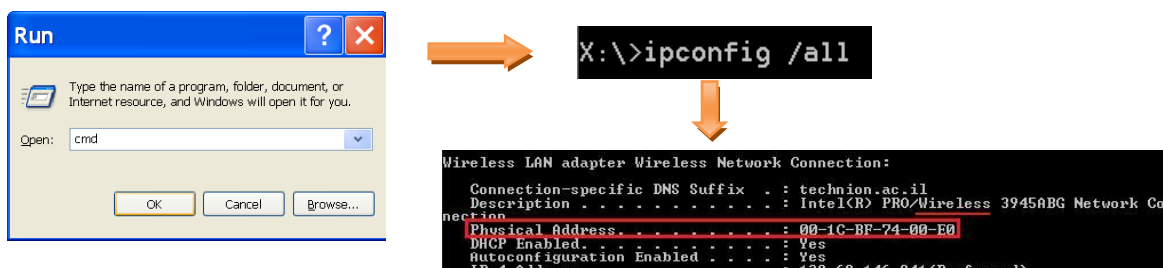 Run
Type the name of a program, folder, document, or
Internet resource, and Windows will open it for you.
Open: cmd
OK Cancel Browse...
X:\>ipconfig /all
Wireless LAN adapter Wireless Network Connection:
Connection-specific DNS Suffix . : technion.ac.il
Description . . . . . . . . . . . : Intel(R) PRO/Wireless 3945ABG Network Co
nnection
Physical Address. . . . . . . . . : 00-1C-BF-74-00-E0
DHCP Enabled. . . . . . . . . . . : Yes
Autoconfiguration Enabled . . . . : Yes